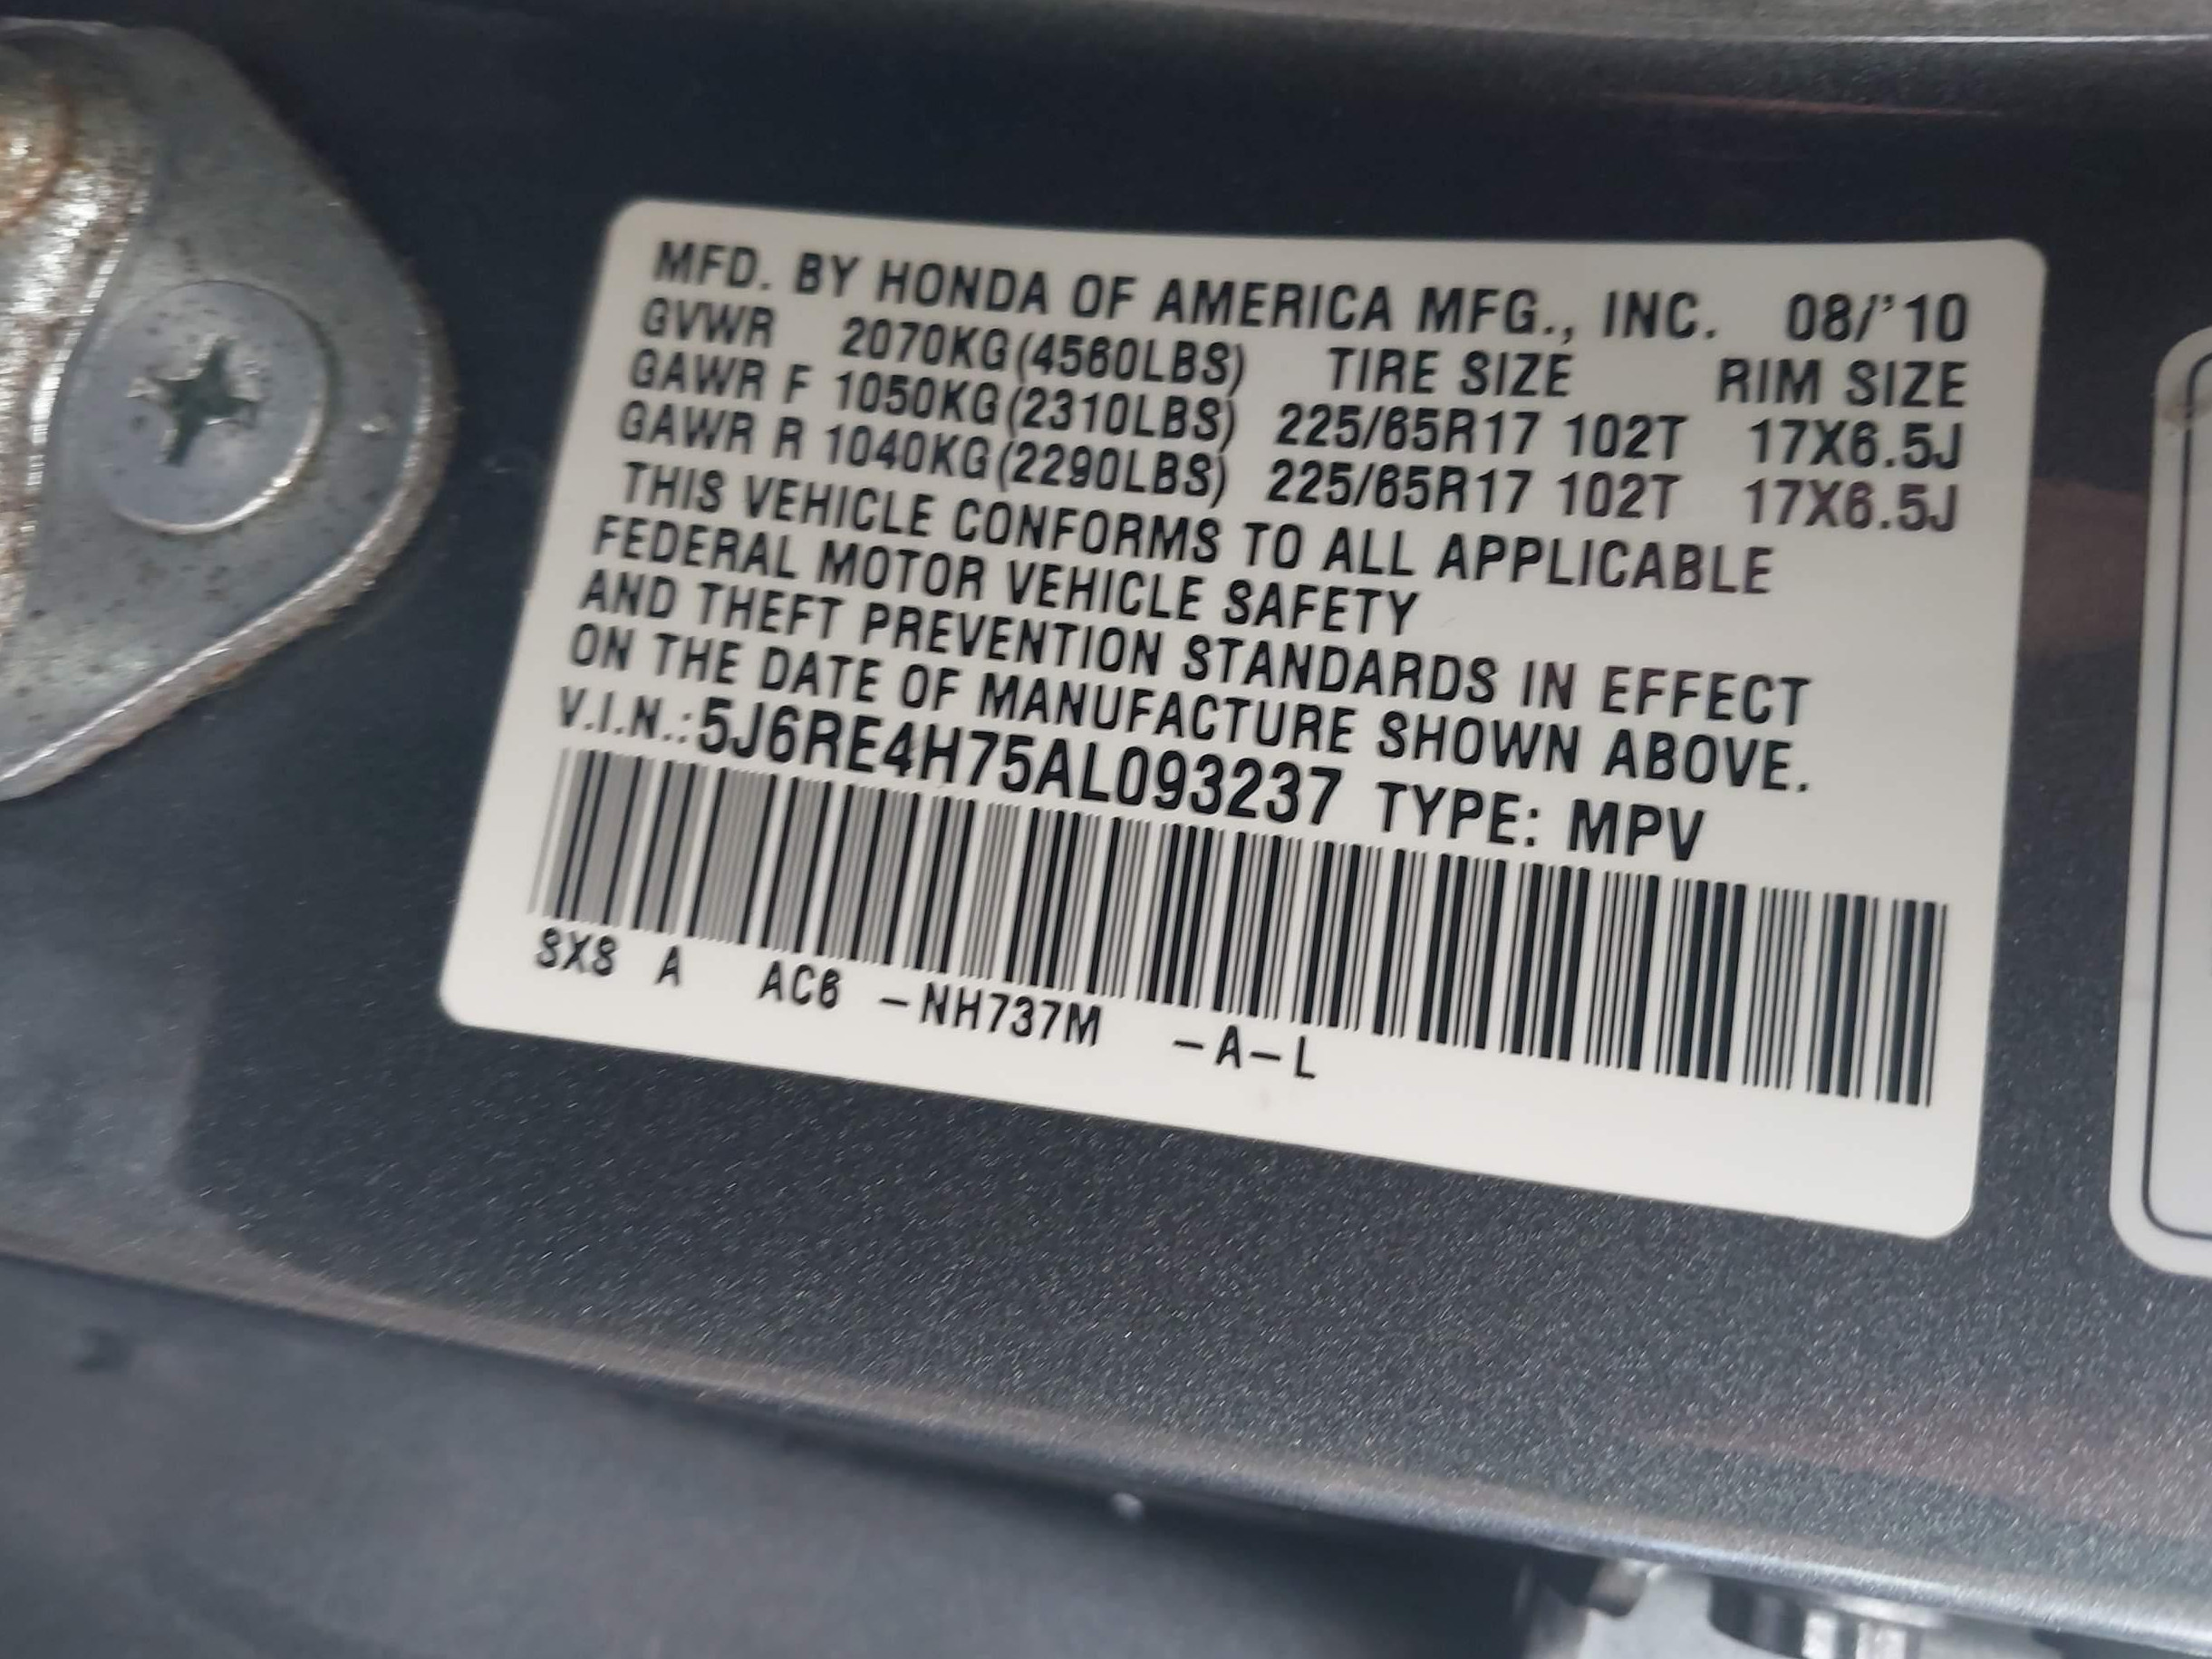 MFD. BY HONDA OF AMERICA MFG., INC. 08/'10
GVWR 2070KG(4560LBS) TIRE SIZE RIM SIZE
GAWR F 1050KG(2310LBS) 225/65R17 102T 17X6.5J
GAWR R 1040KG(2290LBS) 225/65R17 102T 17X6.5J
THIS VEHICLE CONFORMS TO ALL APPLICABLE
FEDERAL MOTOR VEHICLE SAFETY
AND THEFT PREVENTION STANDARDS IN EFFECT
ON THE DATE OF MANUFACTURE SHOWN ABOVE.
V.I.N.:5J6RE4H75AL093237 TYPE: MPV
SXS A AC6 -NH737M -A-L